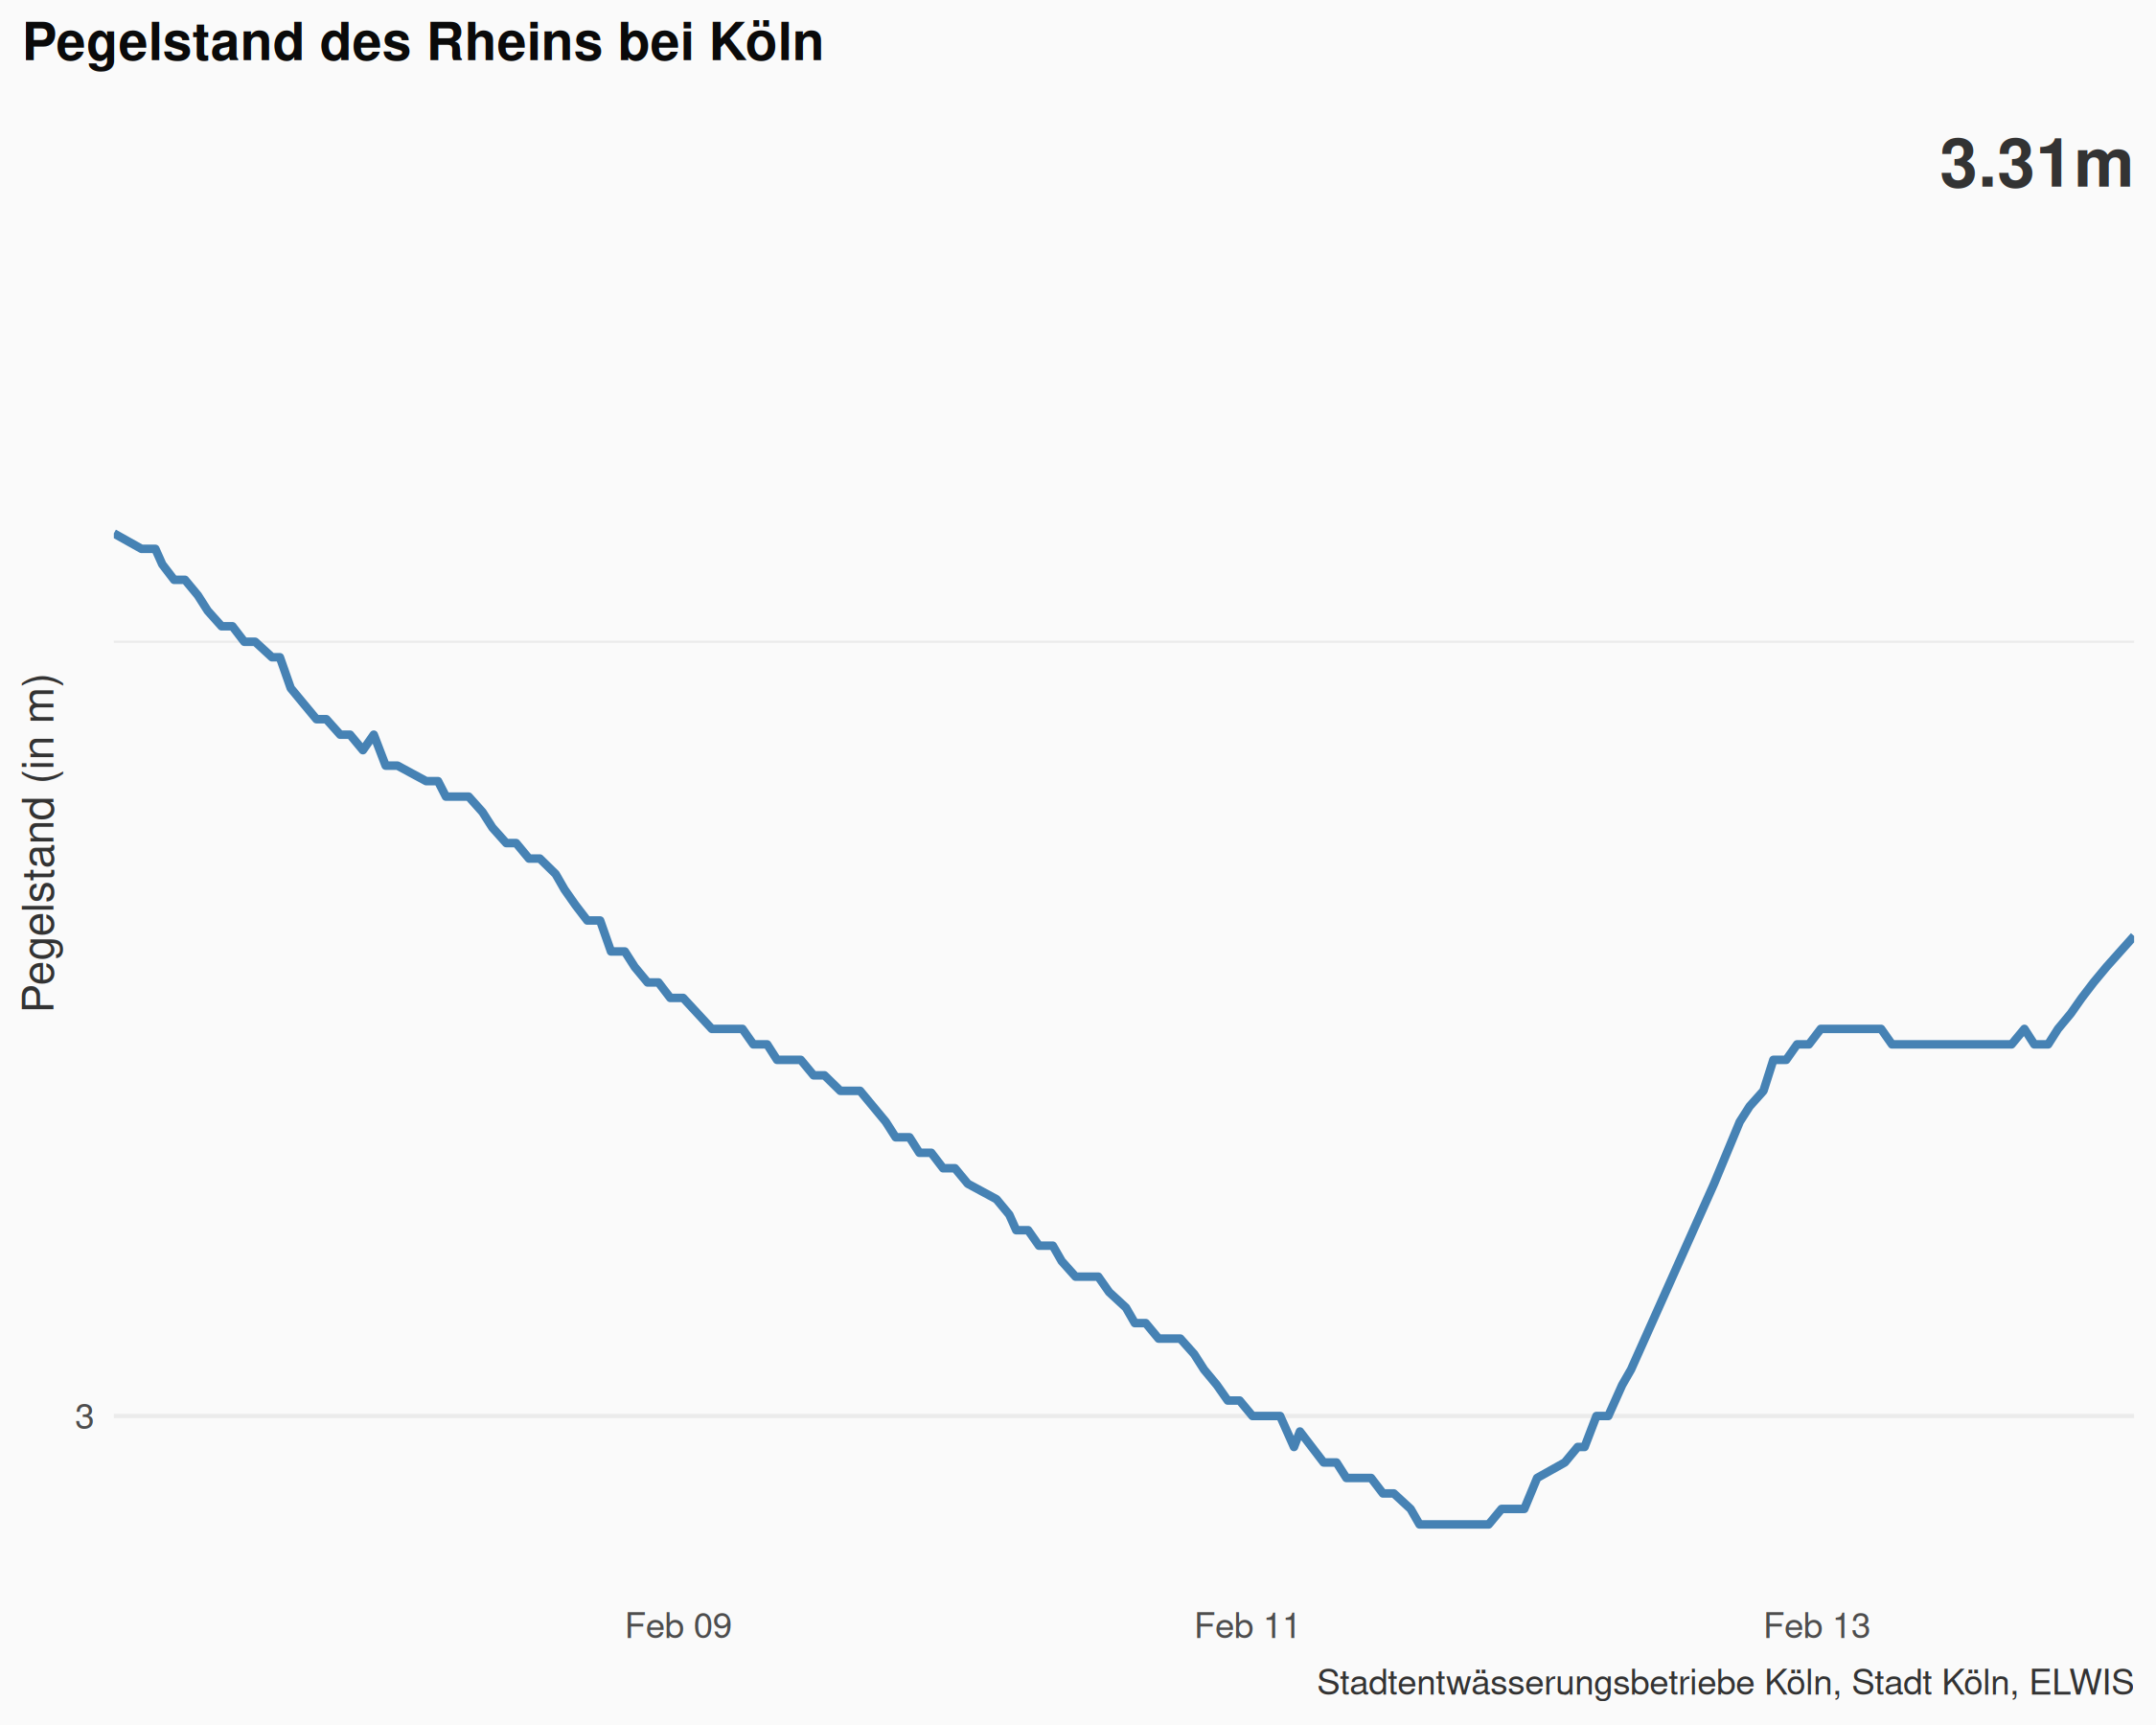 Pegelstand des Rheins bei Köln
3.31m
Pegelstand (in m)
3
Feb 09
Feb 11
Feb 13
Stadtentwässerungsbetriebe Köln, Stadt Köln, ELWIS